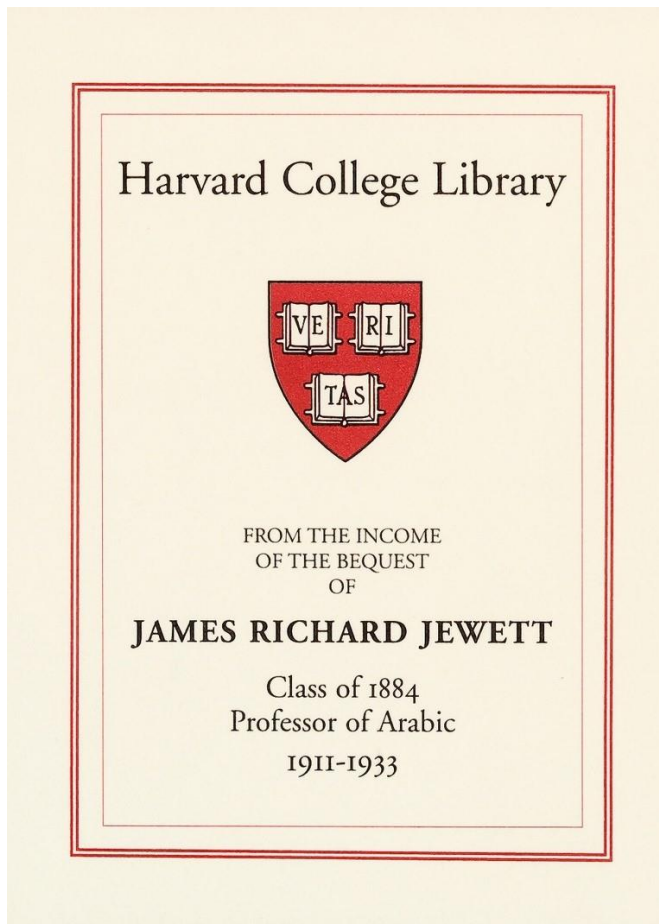 Harvard College Library
VE RI
TAS
FROM THE INCOME
OF THE BEQUEST
OF
JAMES RICHARD JEWETT
Class of 1884
Professor of Arabic
1911-1933